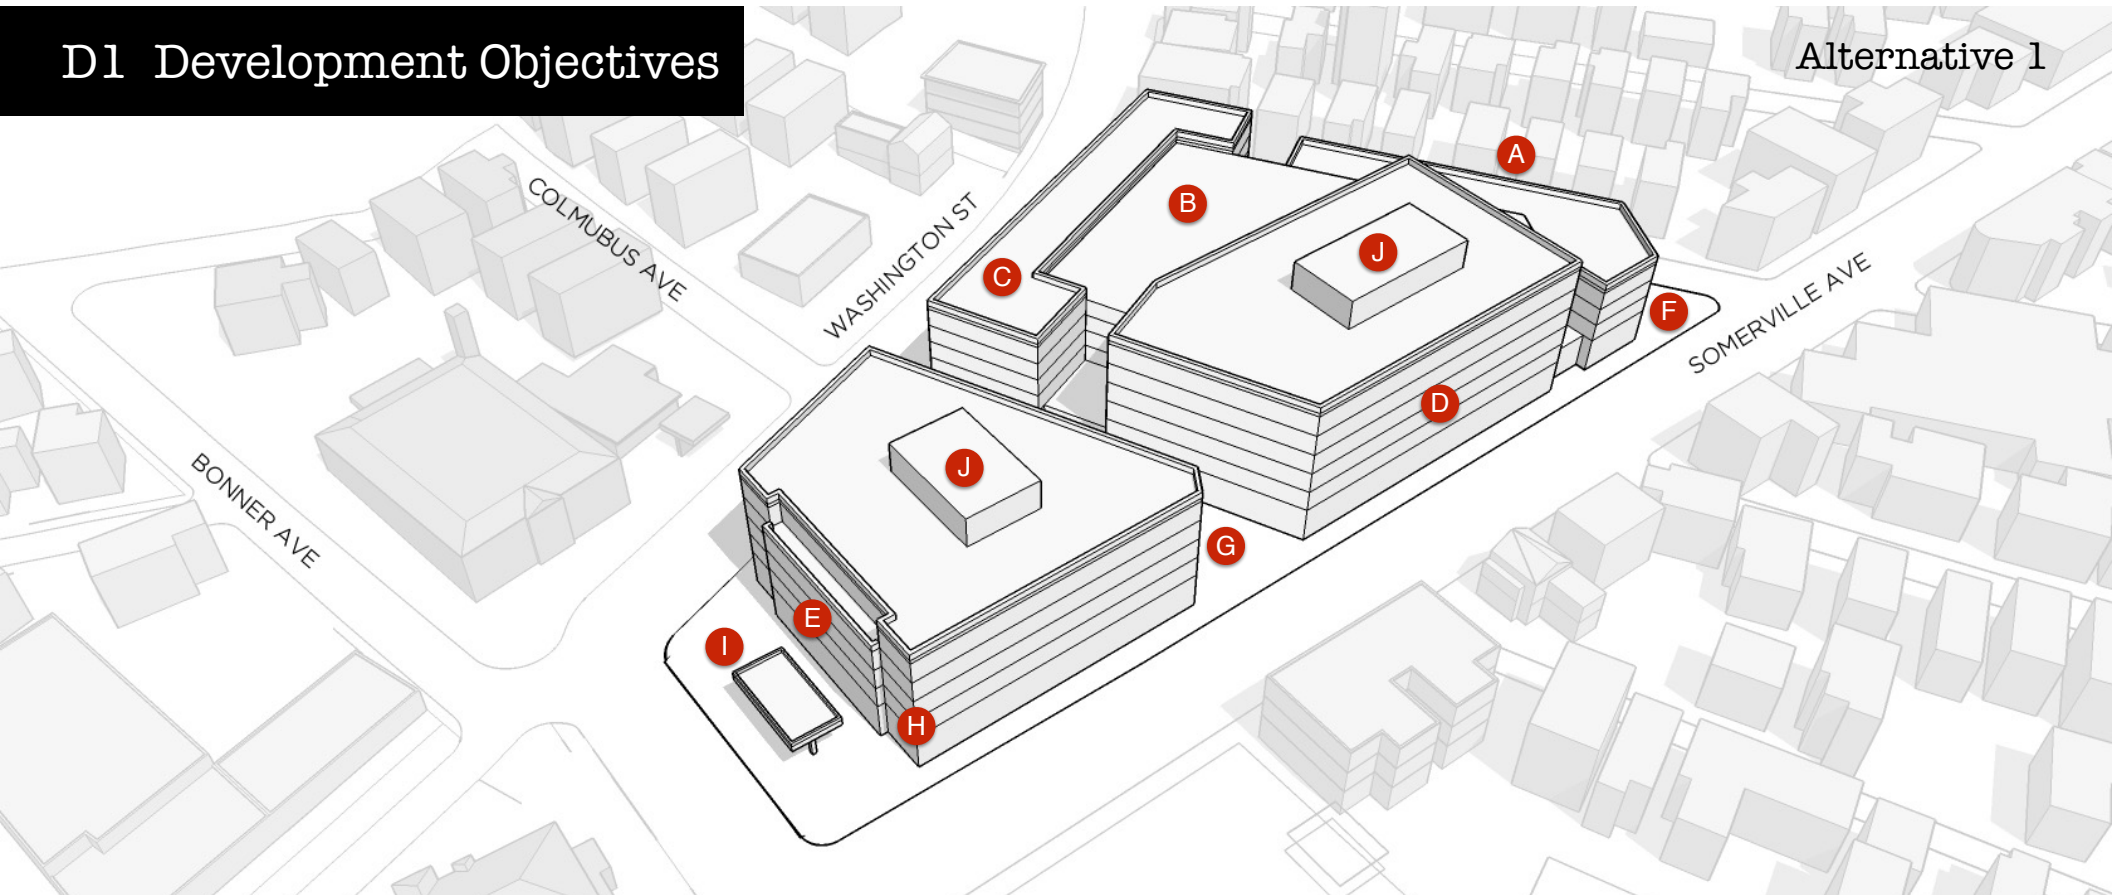 D1 Development Objectives
Alternative 1
A
B
C
J
F
D
J
G
E
I
H
COLMUBUS AVE
WASHINGTON ST
SOMERVILLE AVE
BONNER AVE